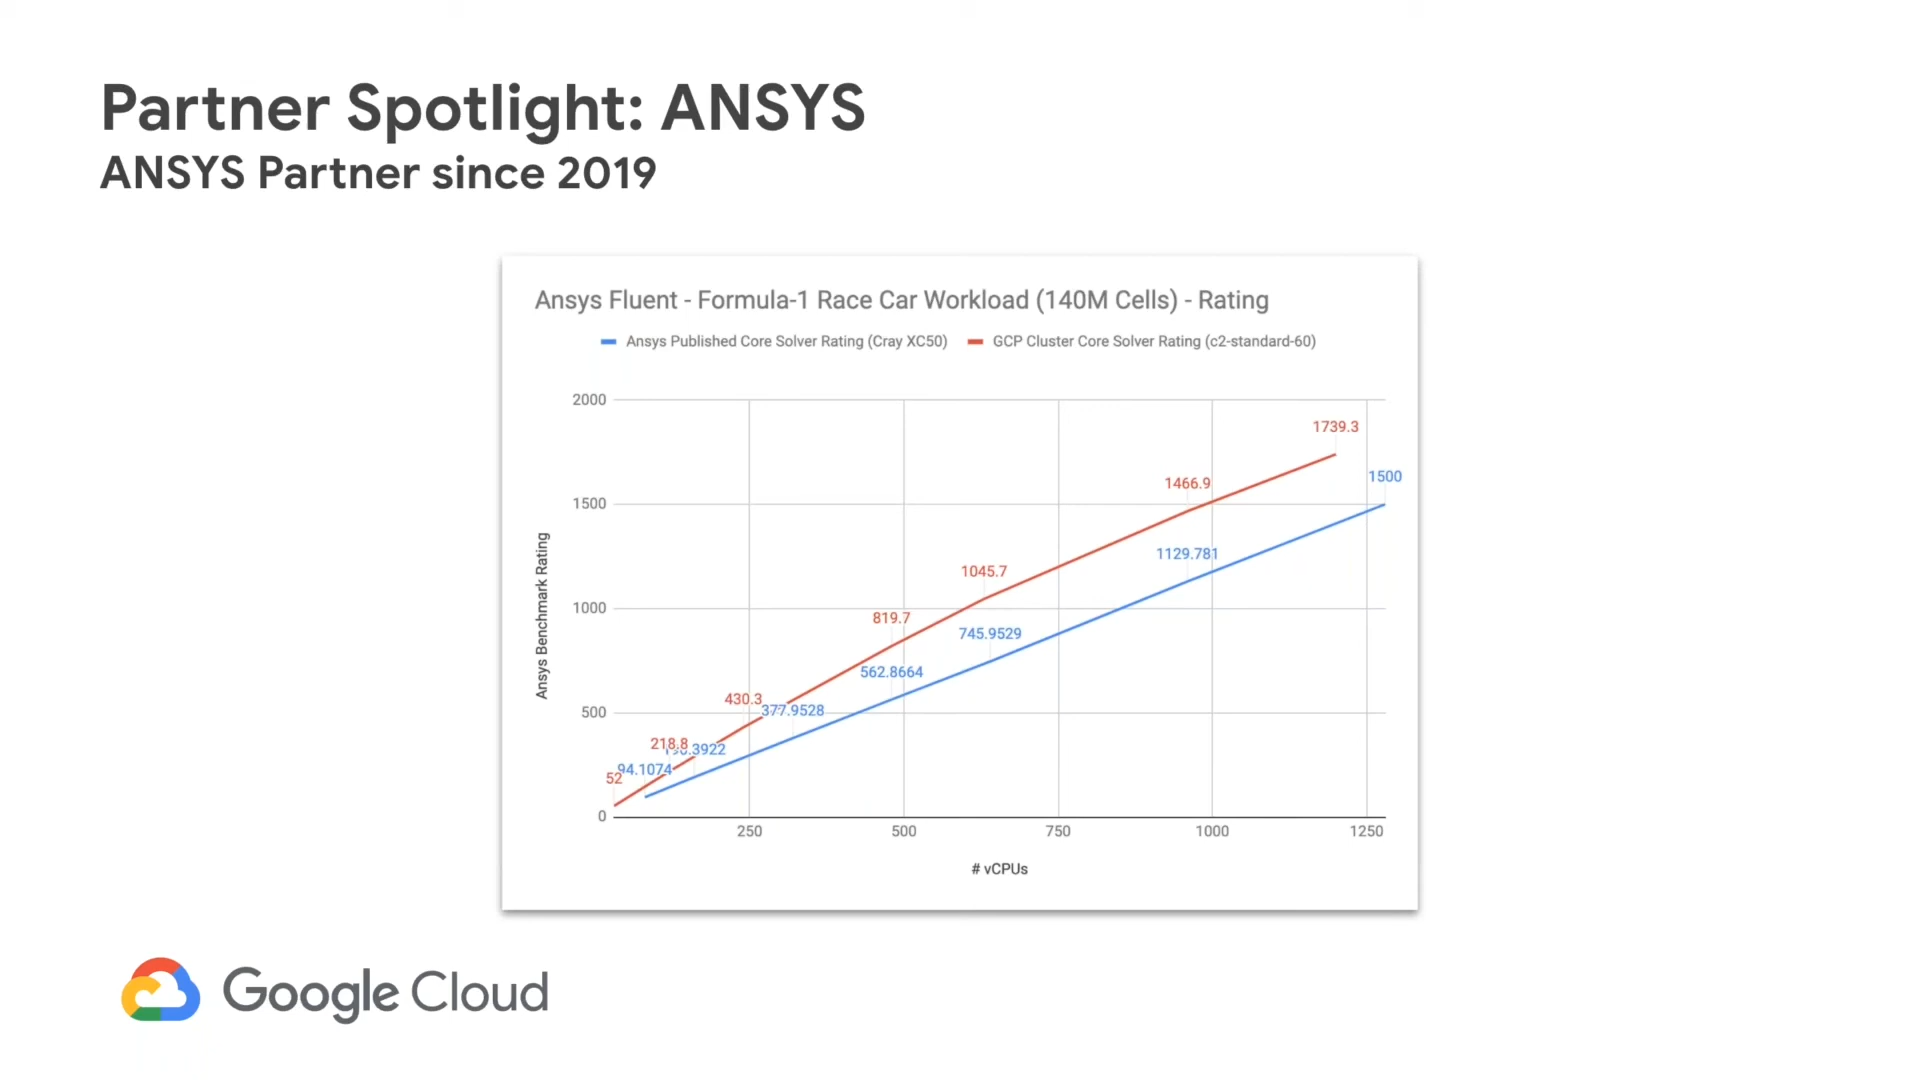 Partner Spotlight: ANSYS
ANSYS Partner since 2019
Ansys Fluent - Formula-1 Race Car Workload (140M Cells) - Rating
Ansys Published Core Solver Rating (Cray XC50)
GCP Cluster Core Solver Rating (c2-standard-60)
2000
1500
1000
500
0
Ansys Benchmark Rating
1739.3
1500
1466.9
1129.781
1045.7
745.9529
819.7
562.8664
430.3
377.9528
218.8
94.1074
52
250
500
750
1000
1250
# vCPUs
Google Cloud